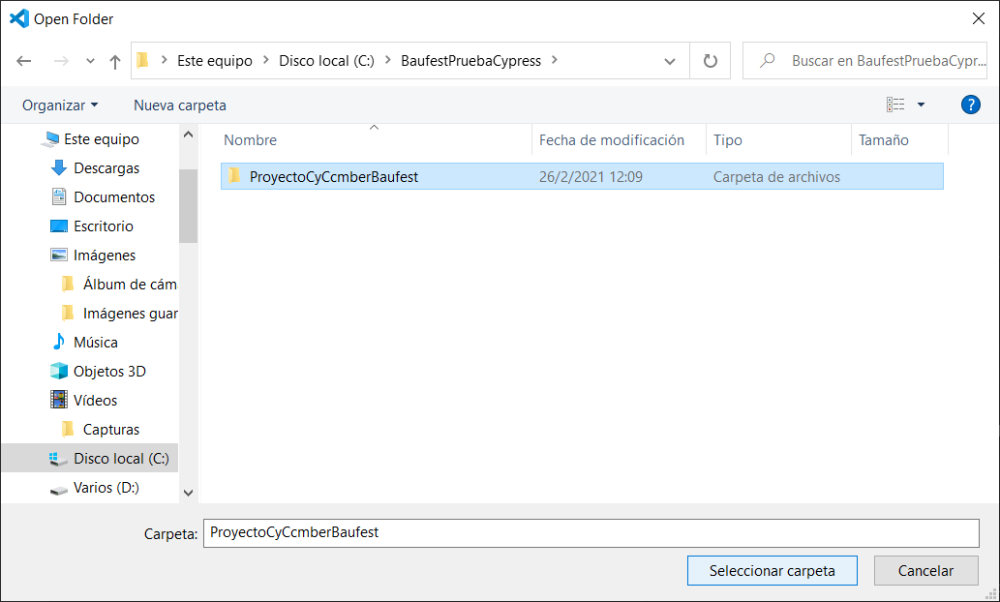 Open Folder
Este equipo > Disco local (C:) > BaufestPruebaCypress >
Buscar en BaufestPruebaCypr...
Organizar
Nueva carpeta
?
Este equipo
Descargas
Documentos
Escritorio
Imágenes
Álbum de cám
Imágenes guar
Música
Objetos 3D
Vídeos
Capturas
Disco local (C:)
Varios (D:)
Nombre Fecha de modificación Tipo Tamaño
ProyectoCyCcmberBaufest 26/2/2021 12:09 Carpeta de archivos
Carpeta: ProyectoCyCcmberBaufest
Seleccionar carpeta
Cancelar